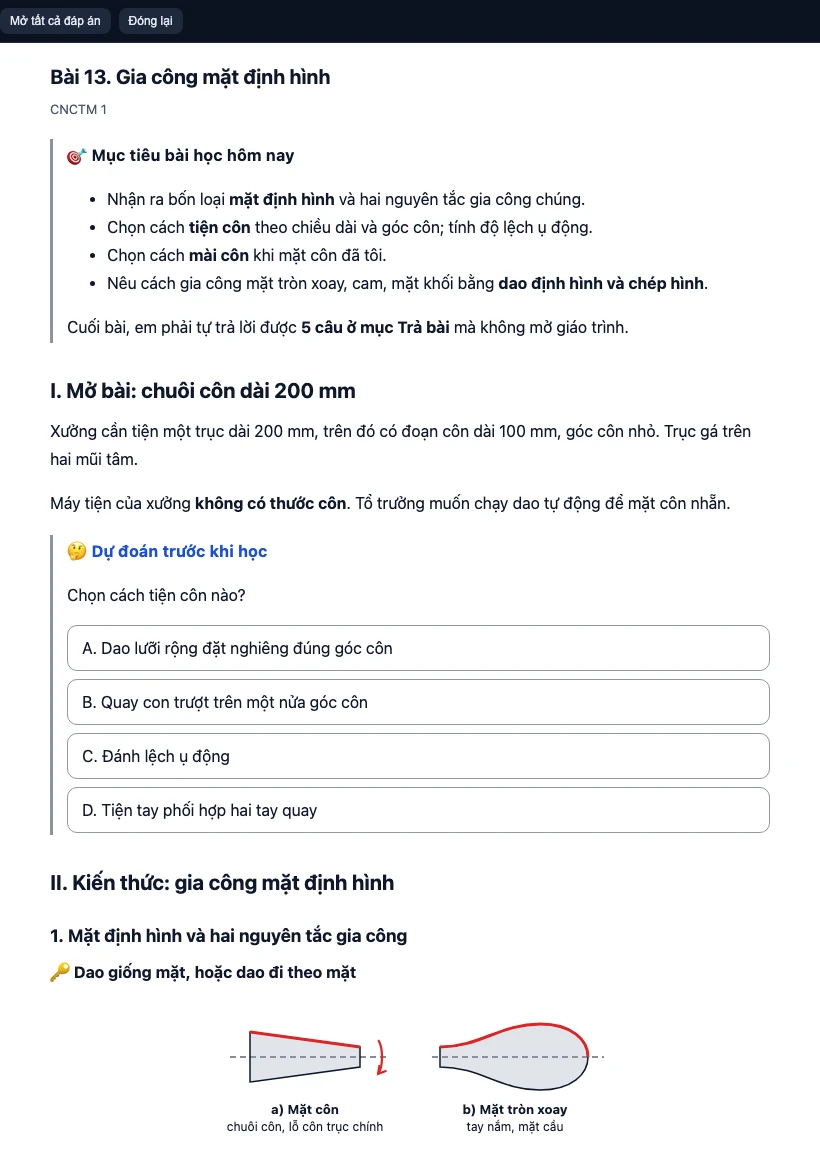 Mở tất cả đáp án
Đóng lại
Bài 13. Gia công mặt định hình
CNCTM 1
🎯 Mục tiêu bài học hôm nay
• Nhận ra bốn loại mặt định hình và hai nguyên tắc gia công chúng.
• Chọn cách tiện côn theo chiều dài và góc côn; tính độ lệch ụ động.
• Chọn cách mài côn khi mặt côn đã tôi.
• Nêu cách gia công mặt tròn xoay, cam, mặt khối bằng dao định hình và chép hình.
Cuối bài, em phải tự trả lời được 5 câu ở mục Trả bài mà không mở giáo trình.
I. Mở bài: chuôi côn dài 200 mm
Xưởng cần tiện một trục dài 200 mm, trên đó có đoạn côn dài 100 mm, góc côn nhỏ. Trục gá trên
hai mũi tâm.
Máy tiện của xưởng không có thước côn. Tổ trưởng muốn chạy dao tự động để mặt côn nhẵn.
🤔 Dự đoán trước khi học
Chọn cách tiện côn nào?
A. Dao lưỡi rộng đặt nghiêng đúng góc côn
B. Quay con trượt trên một nửa góc côn
C. Đánh lệch ụ động
D. Tiện tay phối hợp hai tay quay
II. Kiến thức: gia công mặt định hình
1. Mặt định hình và hai nguyên tắc gia công
🔑 Dao giống mặt, hoặc dao đi theo mặt
a) Mặt côn
chuôi côn, lỗ côn trục chính
b) Mặt tròn xoay
tay nắm, mặt cầu